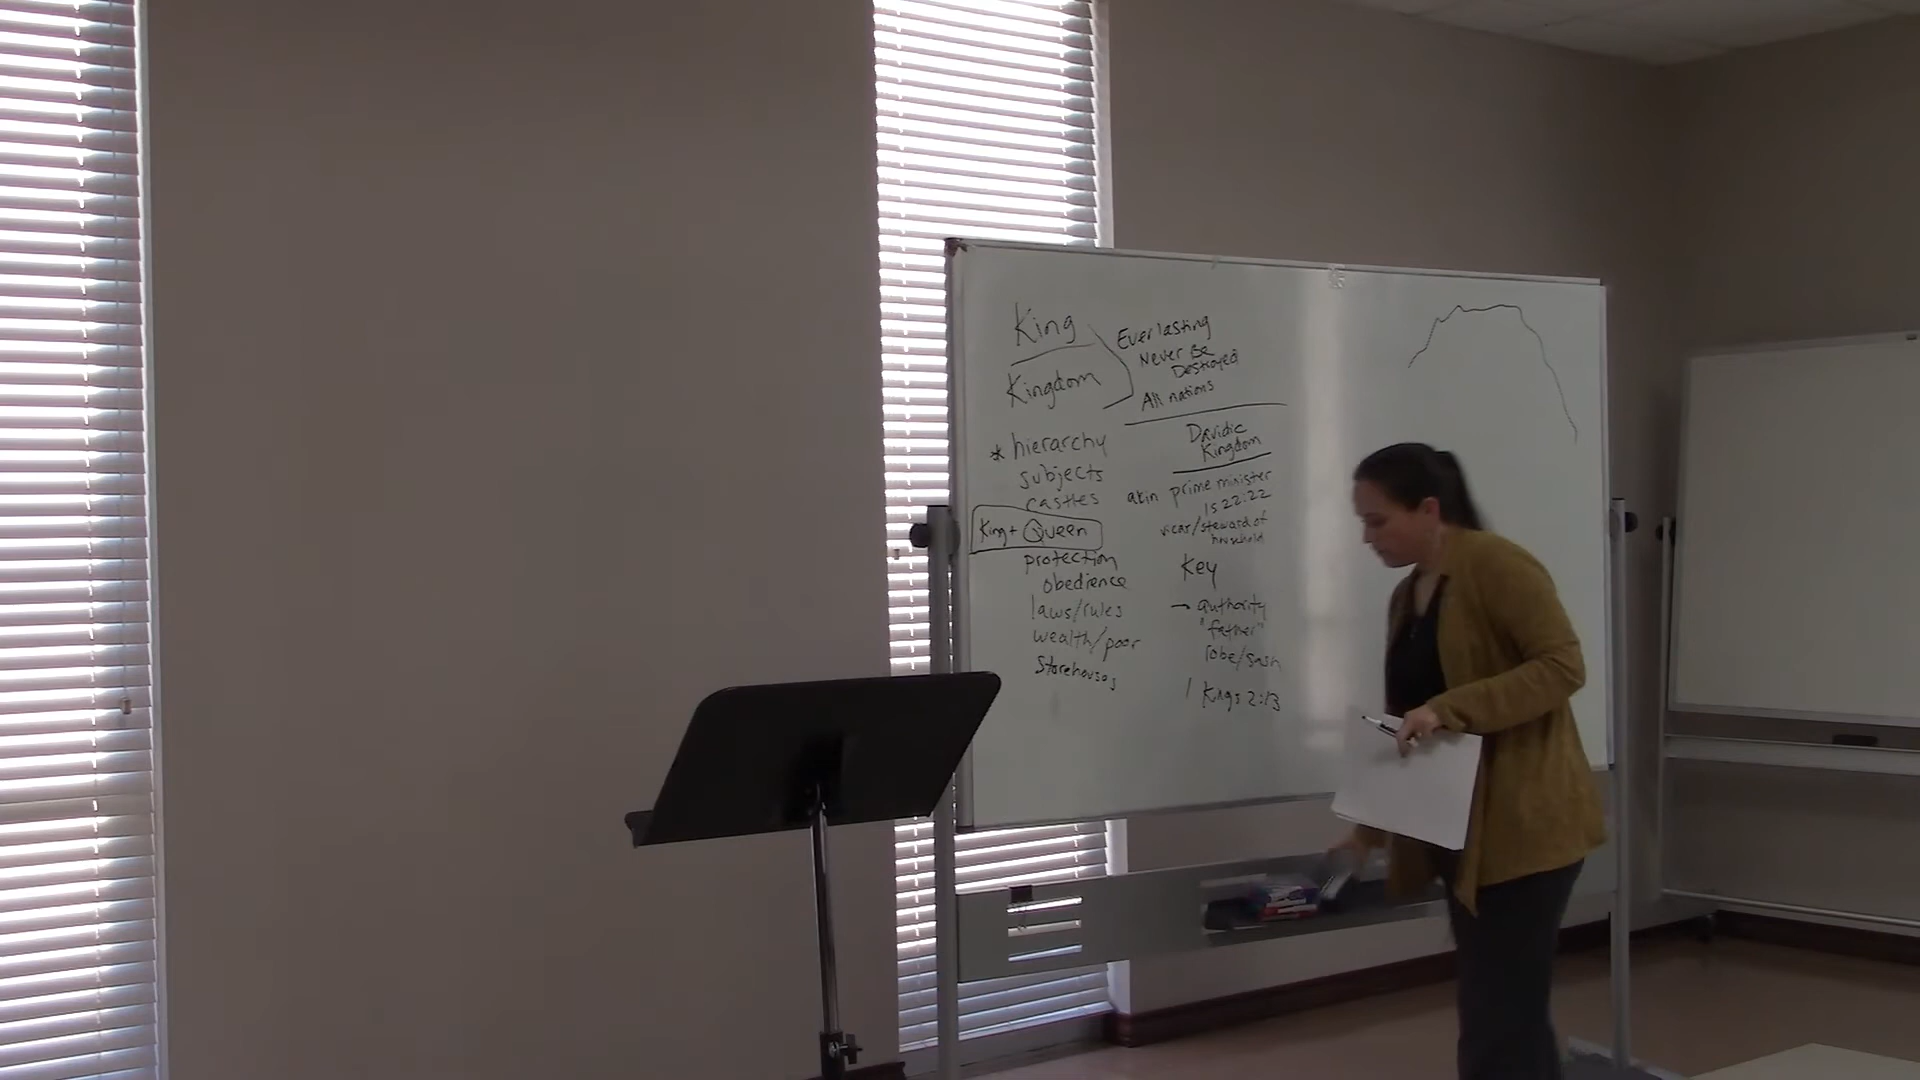 King
Kingdom
Everlasting
Never Be
Destroyed
All nations
* hierarchy
subjects
castles
King + Queen
protection
obedience
laws/rules
wealth/poor
Storehouses
Davidic
Kingdom
akin prime minister
Is 22:22
vicar/steward of
household
Key
→ authority
"father"
robe/sash
1 Kings 2:13